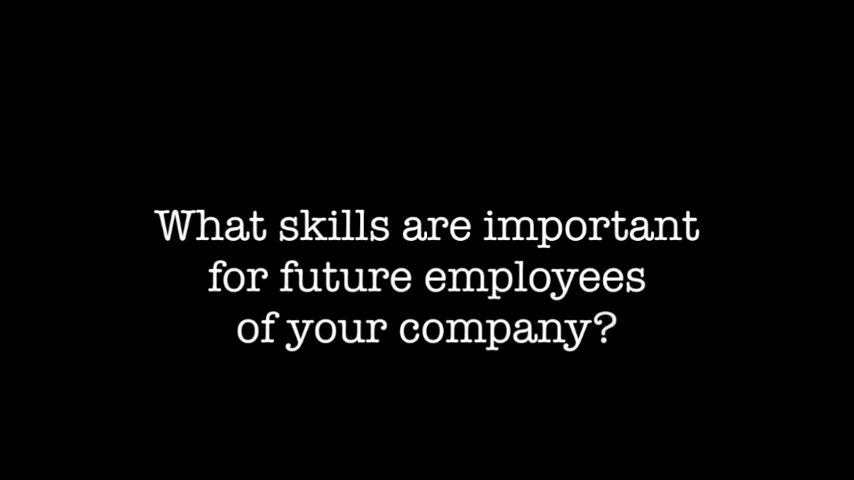 What skills are important
for future employees
of your company?